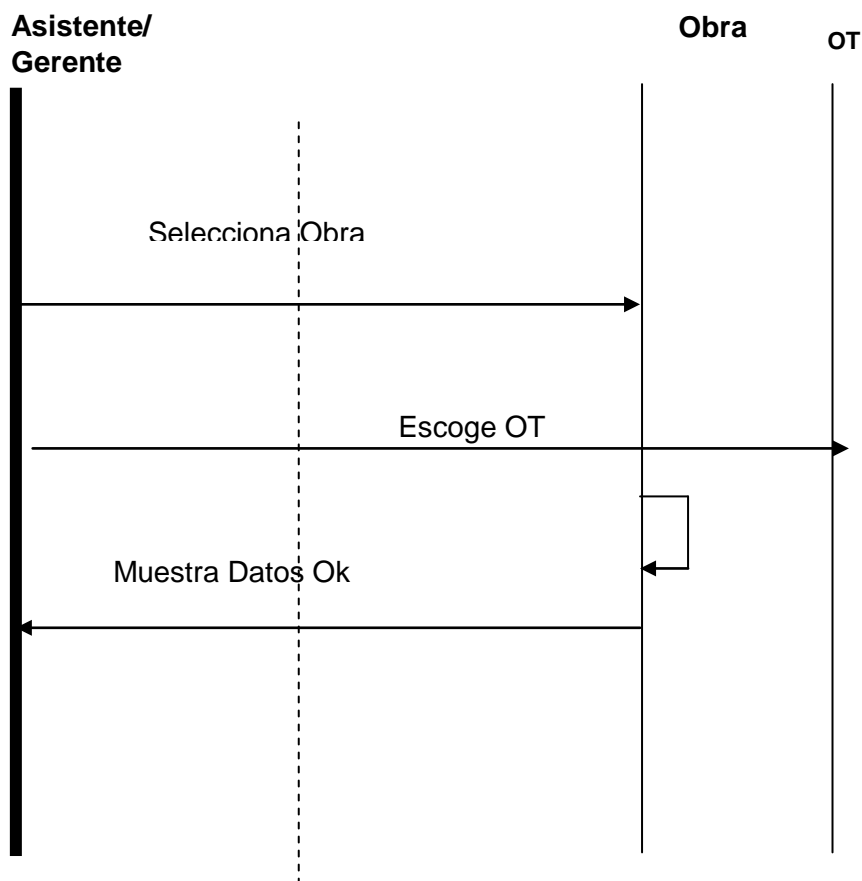 Asistente/
Gerente
Obra
OT
Selecciona Obra
Escoge OT
Muestra Datos Ok